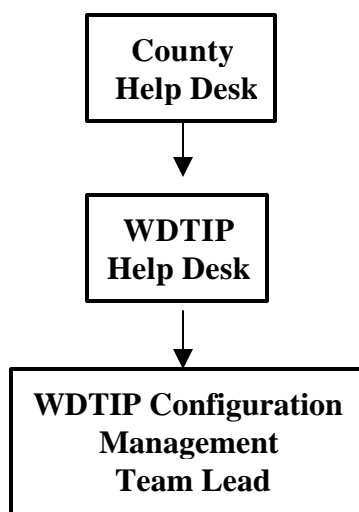 County
Help Desk
WDTIP
Help Desk
WDTIP Configuration
Management
Team Lead